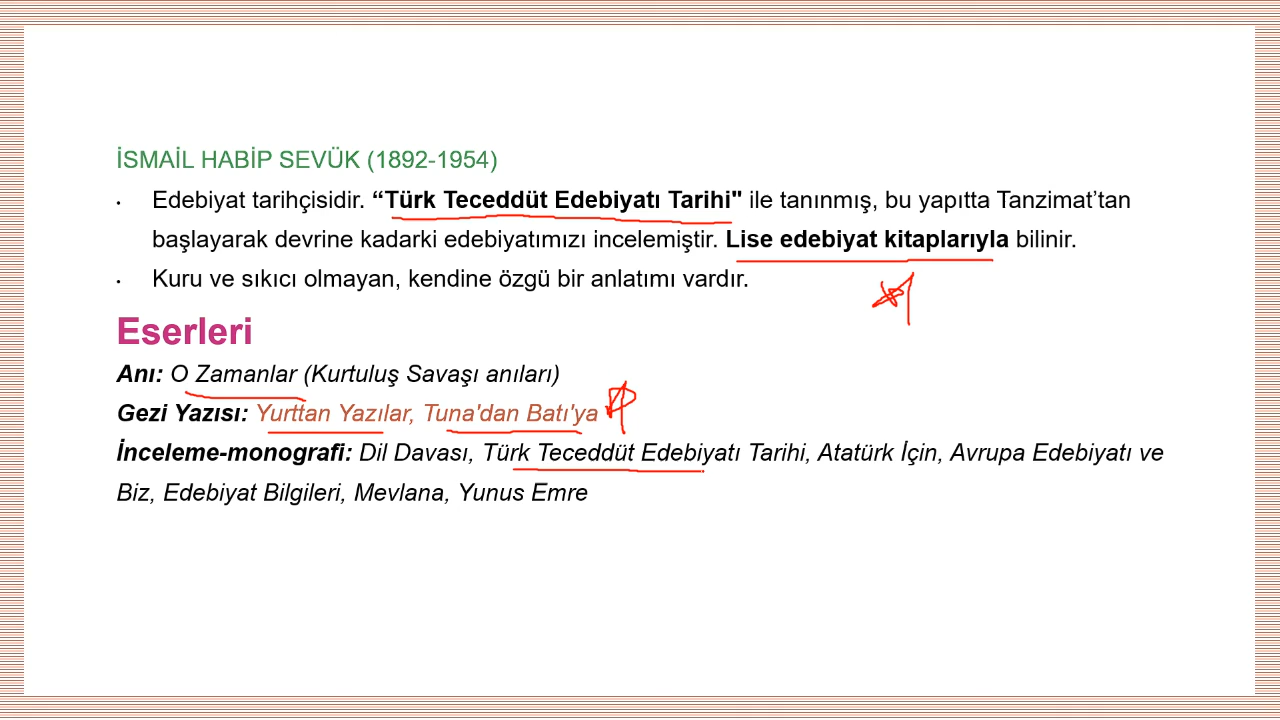 İSMAİL HABİP SEVÜK (1892-1954)
• Edebiyat tarihçisidir. “Türk Teceddüt Edebiyatı Tarihi" ile tanınmış, bu yapıtta Tanzimat’tan
başlayarak devrine kadarki edebiyatımızı incelemiştir. Lise edebiyat kitaplarıyla bilinir.
• Kuru ve sıkıcı olmayan, kendine özgü bir anlatımı vardır.
Eserleri
Anı: O Zamanlar (Kurtuluş Savaşı anıları)
Gezi Yazısı: Yurttan Yazılar, Tuna'dan Batı'ya
İnceleme-monografi: Dil Davası, Türk Teceddüt Edebiyatı Tarihi, Atatürk İçin, Avrupa Edebiyatı ve
Biz, Edebiyat Bilgileri, Mevlana, Yunus Emre